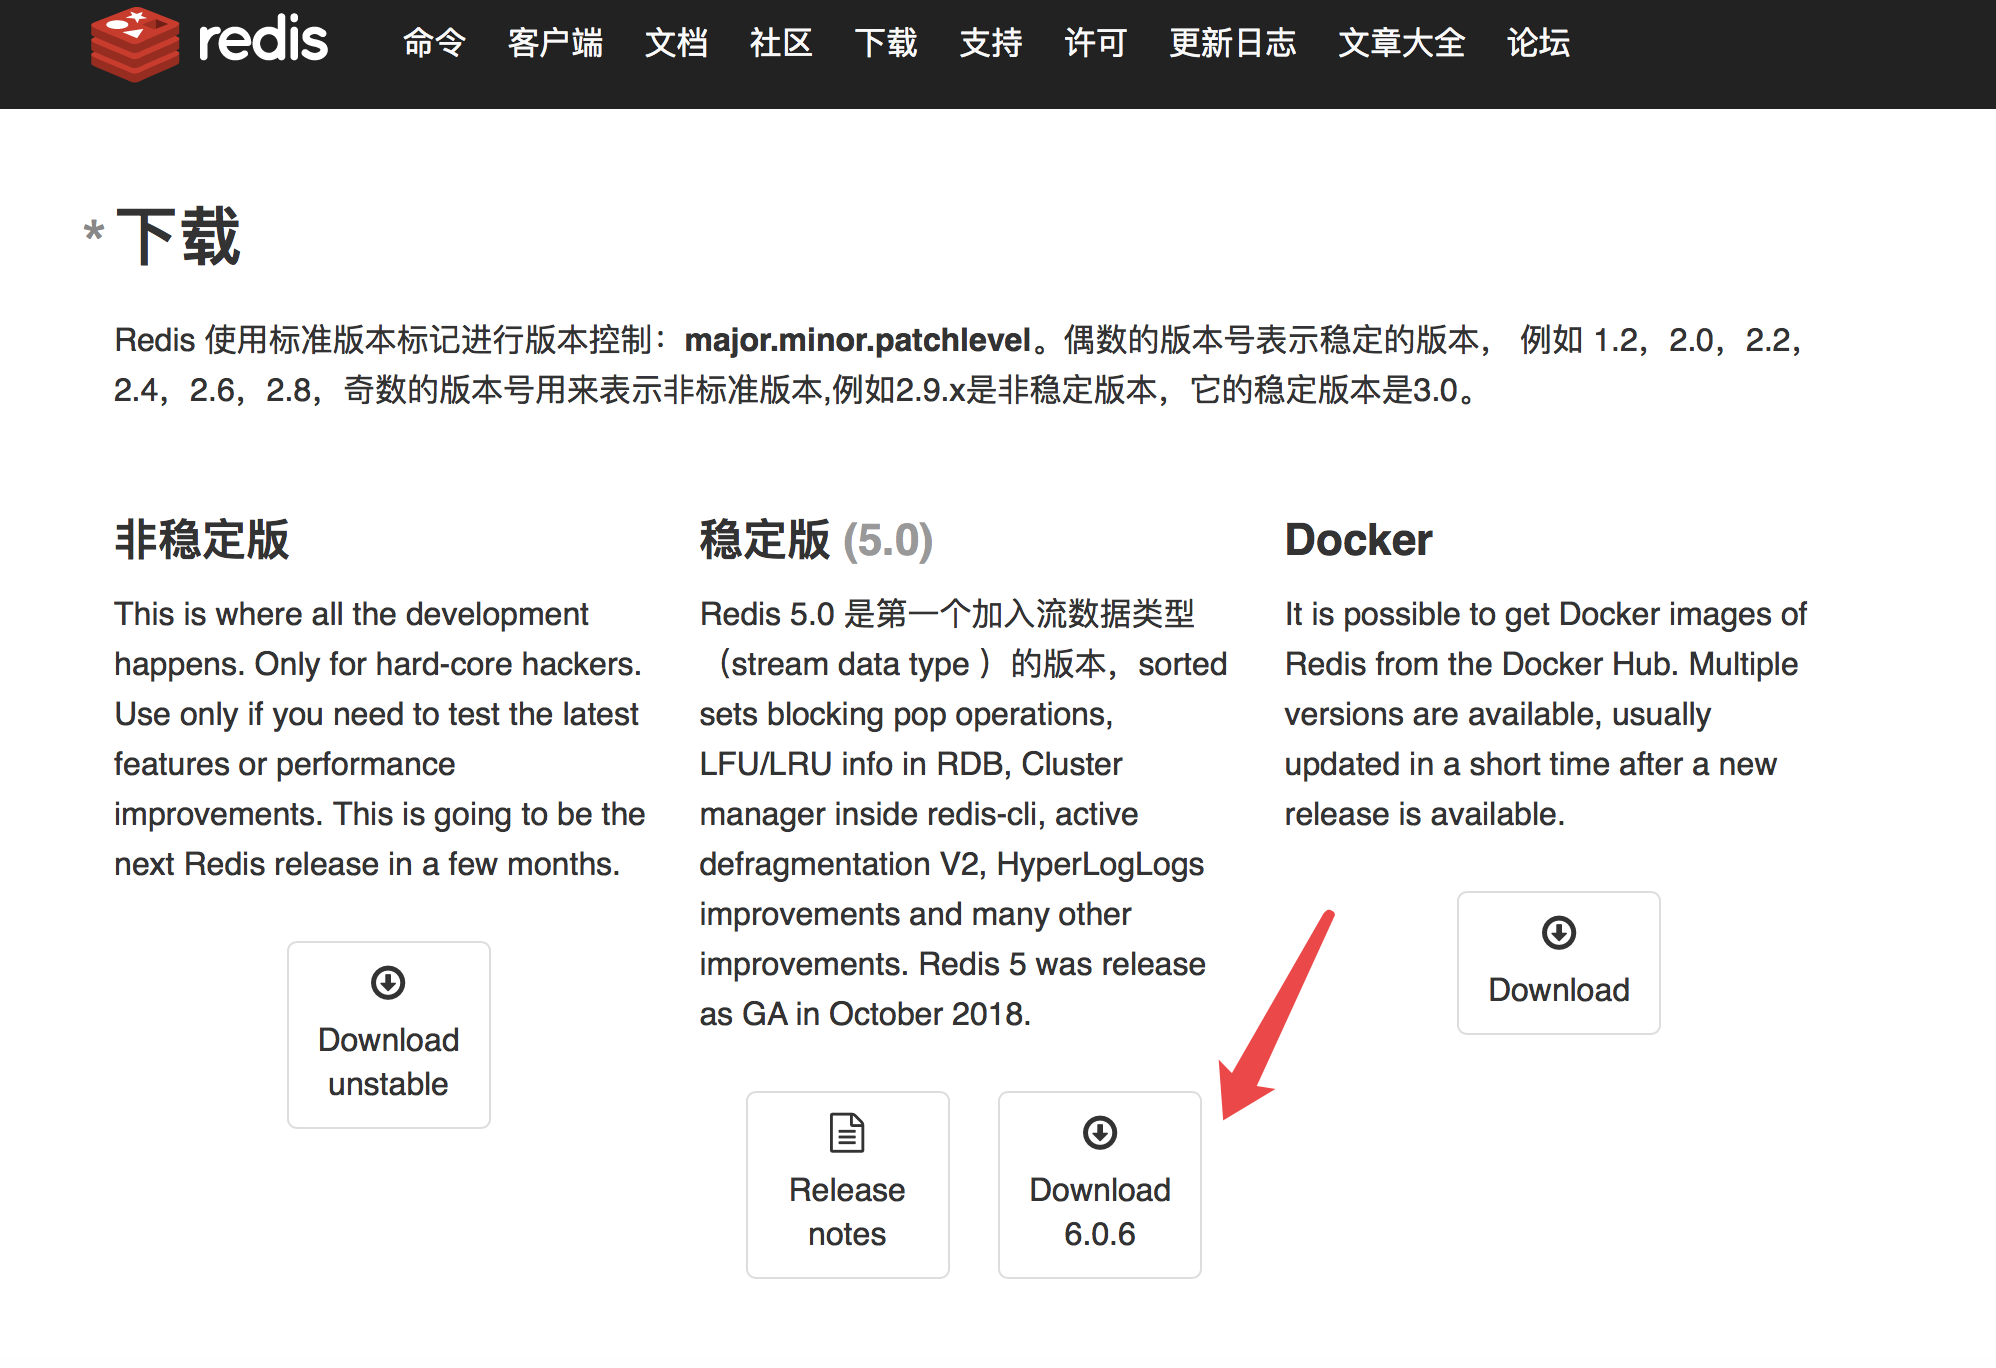 redis 命令 客户端 文档 社区 下载 支持 许可 更新日志 文章大全 论坛
*下载
Redis 使用标准版本标记进行版本控制：major.minor.patchlevel。偶数的版本号表示稳定的版本， 例如 1.2，2.0，2.2，
2.4，2.6，2.8，奇数的版本号用来表示非标准版本,例如2.9.x是非稳定版本，它的稳定版本是3.0。
非稳定版
This is where all the development
happens. Only for hard-core hackers.
Use only if you need to test the latest
features or performance
improvements. This is going to be the
next Redis release in a few months.
Download
unstable
稳定版 (5.0)
Redis 5.0 是第一个加入流数据类型
（stream data type ）的版本，sorted
sets blocking pop operations,
LFU/LRU info in RDB, Cluster
manager inside redis-cli, active
defragmentation V2, HyperLogLogs
improvements and many other
improvements. Redis 5 was release
as GA in October 2018.
Release
notes
Download
6.0.6
Docker
It is possible to get Docker images of
Redis from the Docker Hub. Multiple
versions are available, usually
updated in a short time after a new
release is available.
Download